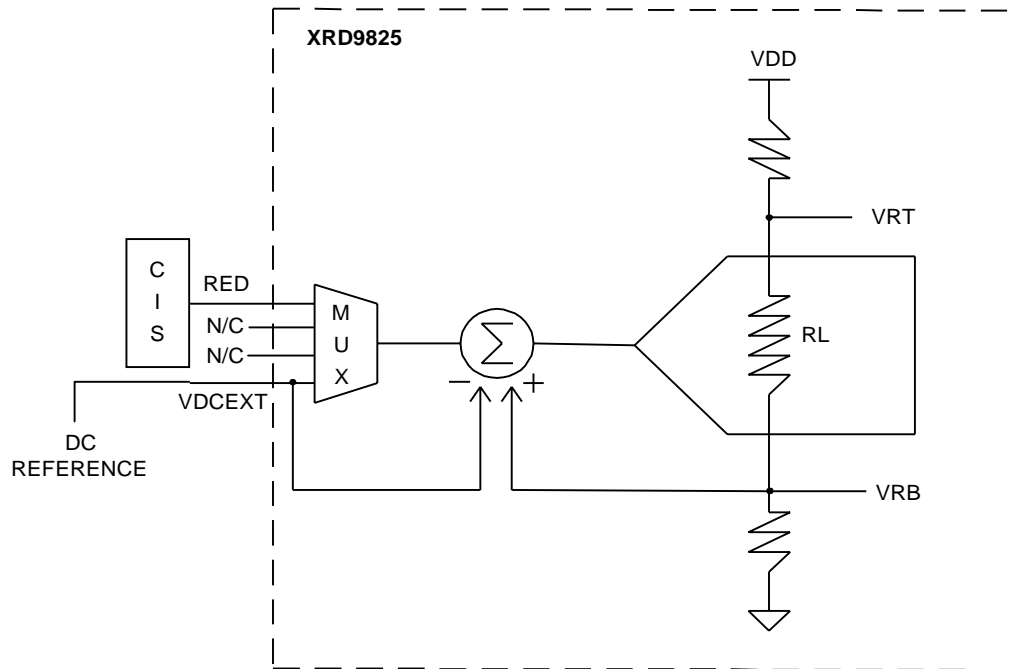 XRD9825
VDD
VRT
C
I
S
RED
N/C
N/C
VDCEXT
DC
REFERENCE
M
U
X
Σ
−
+
RL
VRB